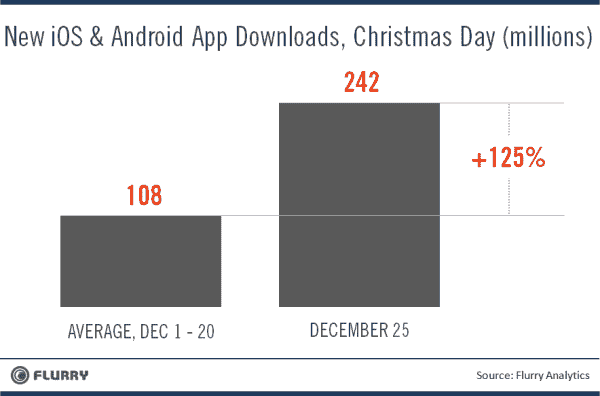 New iOS & Android App Downloads, Christmas Day (millions)
242
+125%
108
AVERAGE, DEC 1 - 20
DECEMBER 25
FLURRY
Source: Flurry Analytics